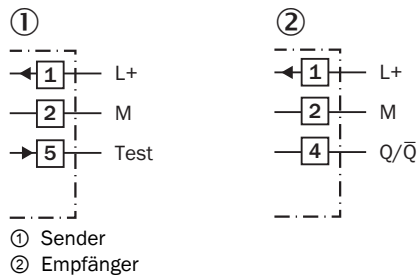 ① ②
1 L+ 1 L+
2 M 2 M
5 Test 4 Q/Q̅
① Sender
② Empfänger